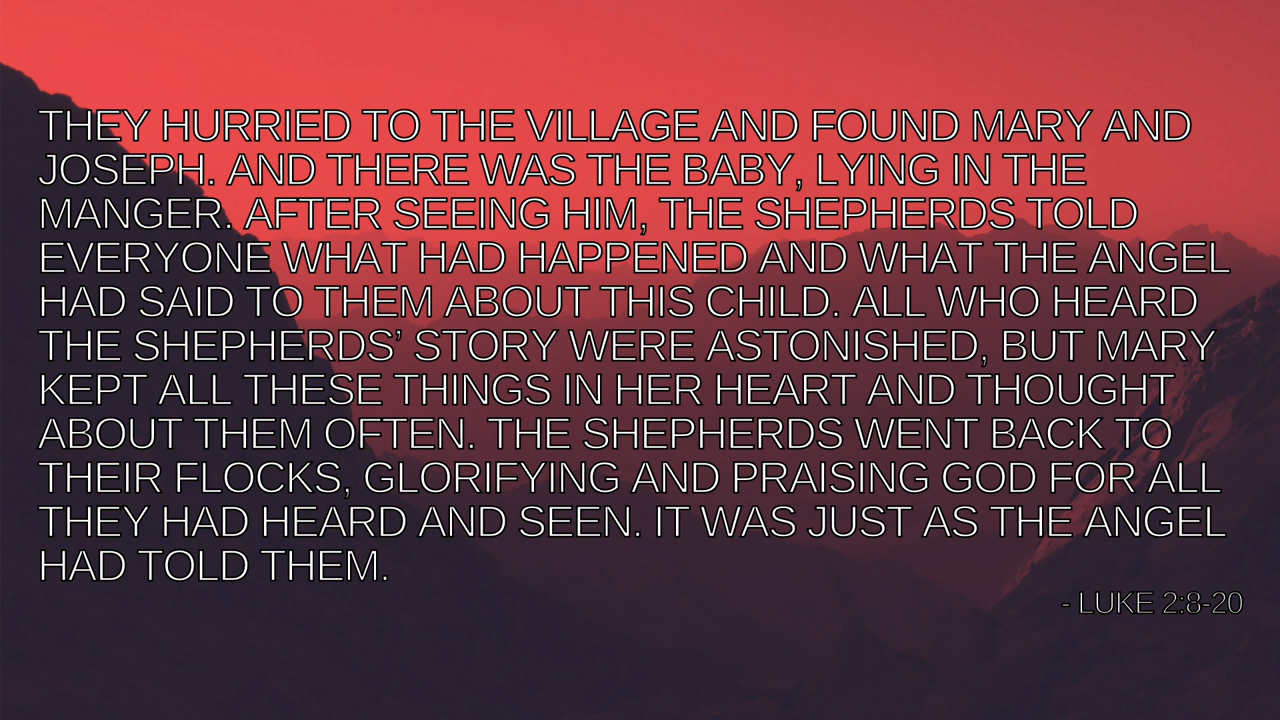 THEY HURRIED TO THE VILLAGE AND FOUND MARY AND
JOSEPH. AND THERE WAS THE BABY, LYING IN THE
MANGER. AFTER SEEING HIM, THE SHEPHERDS TOLD
EVERYONE WHAT HAD HAPPENED AND WHAT THE ANGEL
HAD SAID TO THEM ABOUT THIS CHILD. ALL WHO HEARD
THE SHEPHERDS’ STORY WERE ASTONISHED, BUT MARY
KEPT ALL THESE THINGS IN HER HEART AND THOUGHT
ABOUT THEM OFTEN. THE SHEPHERDS WENT BACK TO
THEIR FLOCKS, GLORIFYING AND PRAISING GOD FOR ALL
THEY HAD HEARD AND SEEN. IT WAS JUST AS THE ANGEL
HAD TOLD THEM.
- LUKE 2:8-20